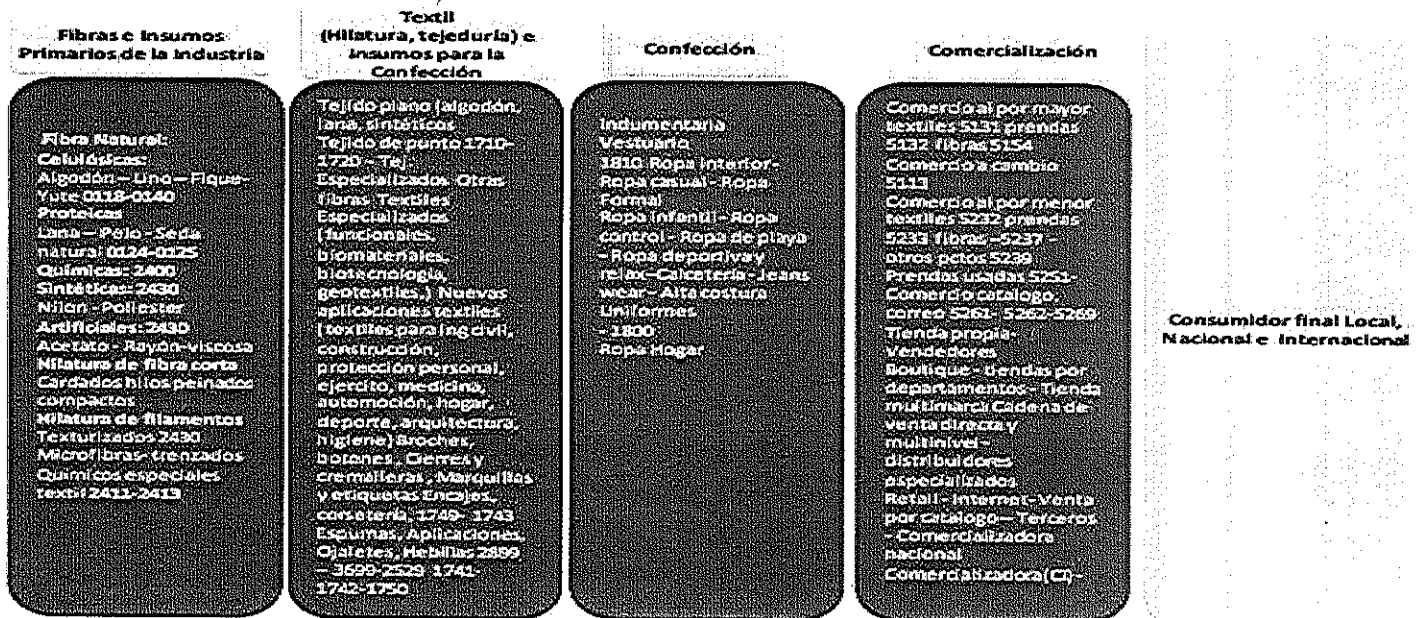 Fibras e Insumos
Primarios de la Industria
Fibra Natural:
Celulósicas:
Algodón – Lino – Fique-
Yute 0118-0140
Proteicas
Lana – Pelo - Seda
natural 0124-0125
Químicas: 2400
Sintéticas: 2430
Nilon - Poliester
Artificiales: 2430
Acetato - Rayón-viscosa
Hilatura de fibra corta
Cardados hilos peinados
compactos
Hilatura de filamentos
Texturizados 2430
Microfibras- trenzados
Químicos especiales
textil 2411-2413
Textil
(Hilatura, tejeduría) e
Insumos para la
Confección
Tejido plano (algodón,
lana, sintéticos
Tejido de punto 1710-
1720 – Tej.
Especializados Otras
fibras Textiles
Especializados
(funcionales,
biomateriales,
biotecnología,
geotextiles,) Nuevas
aplicaciones textiles
(textiles para ing civil,
construcción,
protección personal,
ejercito, medicina,
automoción, hogar,
deporte, arquitectura,
higiene) Broches,
botones, Cierres y
cremalleras, Marquillas
y etiquetas Encajes,
corsetería, 1749- 1743
Espumas, Aplicaciones,
Ojaletes, Hebillas 2899
– 3699-2529 1741-
1742-1750
Confección
Indumentaria
Vestuario
1810 Ropa Interior-
Ropa casual - Ropa
Formal
Ropa infantil - Ropa
control - Ropa de playa
- Ropa deportiva y
relax – Calcetería - Jeans
wear – Alta costura
Uniformes
- 1800
Ropa Hogar
Comercialización
Comercio al por mayor
textiles 5131 prendas
5132 fibras 5154
Comercio a cambio
5113
Comercio al por menor
textiles 5232 prendas
5233 fibras –5237 –
otros pctos 5239
Prendas usadas 5251-
Comercio catalogo,
correo 5261- 5262-5269
Tienda propia-
Vendedores
Boutique - tiendas por
departamentos - Tienda
multimarca Cadena de
venta directa y
multinivel -
distribuidores
especializados
Retail - Internet - Venta
por catalogo – Terceros
- Comercializadora
nacional
Comercializadora (CI)-
Consumidor final Local,
Nacional e Internacional